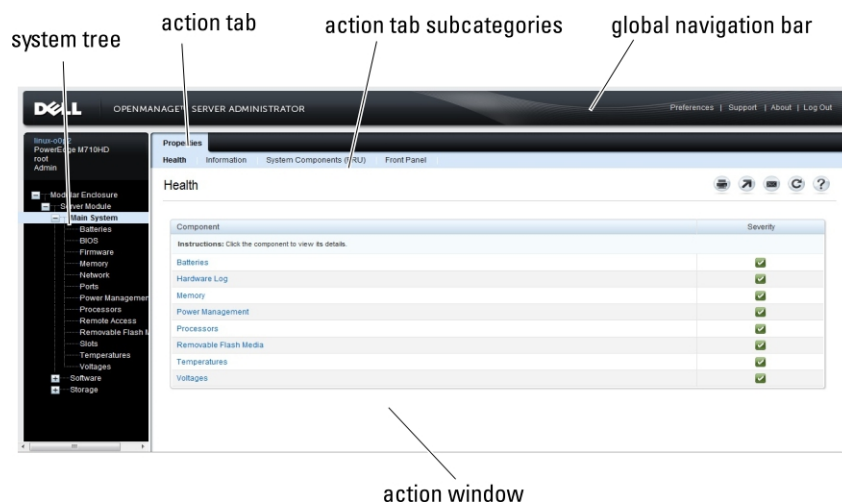 system tree
action tab
action tab subcategories
global navigation bar
DELL
OPENMANAGE™ SERVER ADMINISTRATOR
Preferences | Support | About | Log Out
PowerEdge M710HD
root
Admin
Properties
Health
Information
System Components (FRU)
Front Panel
Modular Enclosure
Server Module
Main System
Batteries
BIOS
Firmware
Memory
Network
Ports
Power Managemen
Processors
Remote Access
Removable Flash M
Slots
Temperatures
Voltages
Software
Storage
Health
Component
Severity
Instructions: Click the component to view its details.
Batteries
Hardware Log
Memory
Power Management
Processors
Removable Flash Media
Temperatures
Voltages
action window